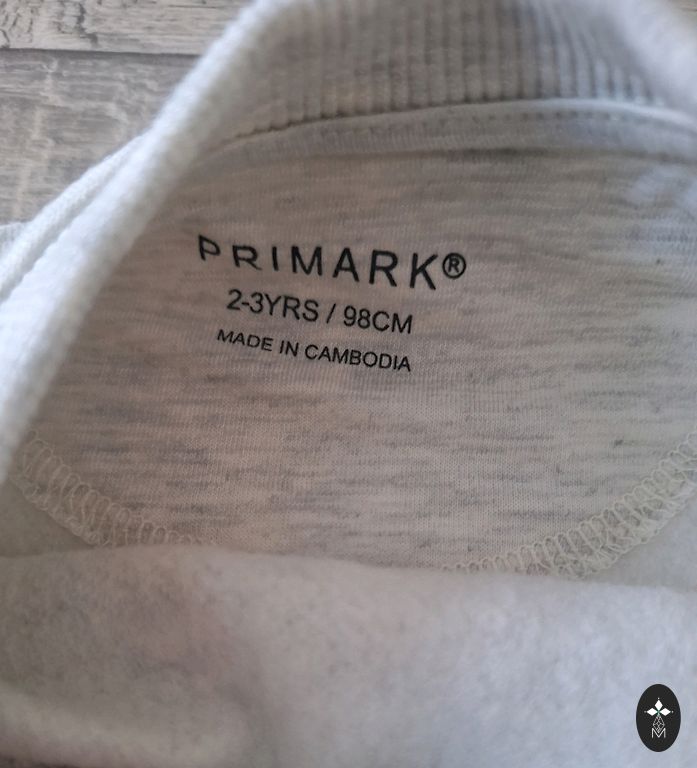 PRIMARK®
2-3YRS / 98CM
MADE IN CAMBODIA
M